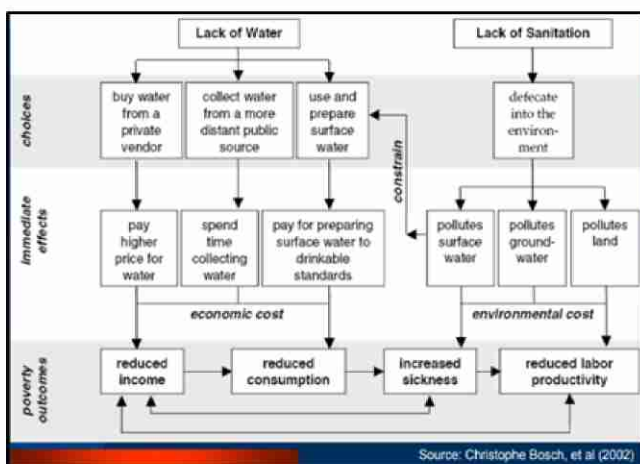 Lack of Water
Lack of Sanitation
choices
buy water
from a
private
vendor
collect water
from a more
distant public
source
use and
prepare
surface
water
defecate
into the
environ-
ment
constrain
immediate
effects
pay
higher
price for
water
spend
time
collecting
water
pay for preparing
surface water to
drinkable
standards
pollutes
surface
water
pollutes
ground-
water
pollutes
land
economic cost
environmental cost
poverty
outcomes
reduced
income
reduced
consumption
increased
sickness
reduced labor
productivity
Source: Christophe Bosch, et al (2002)